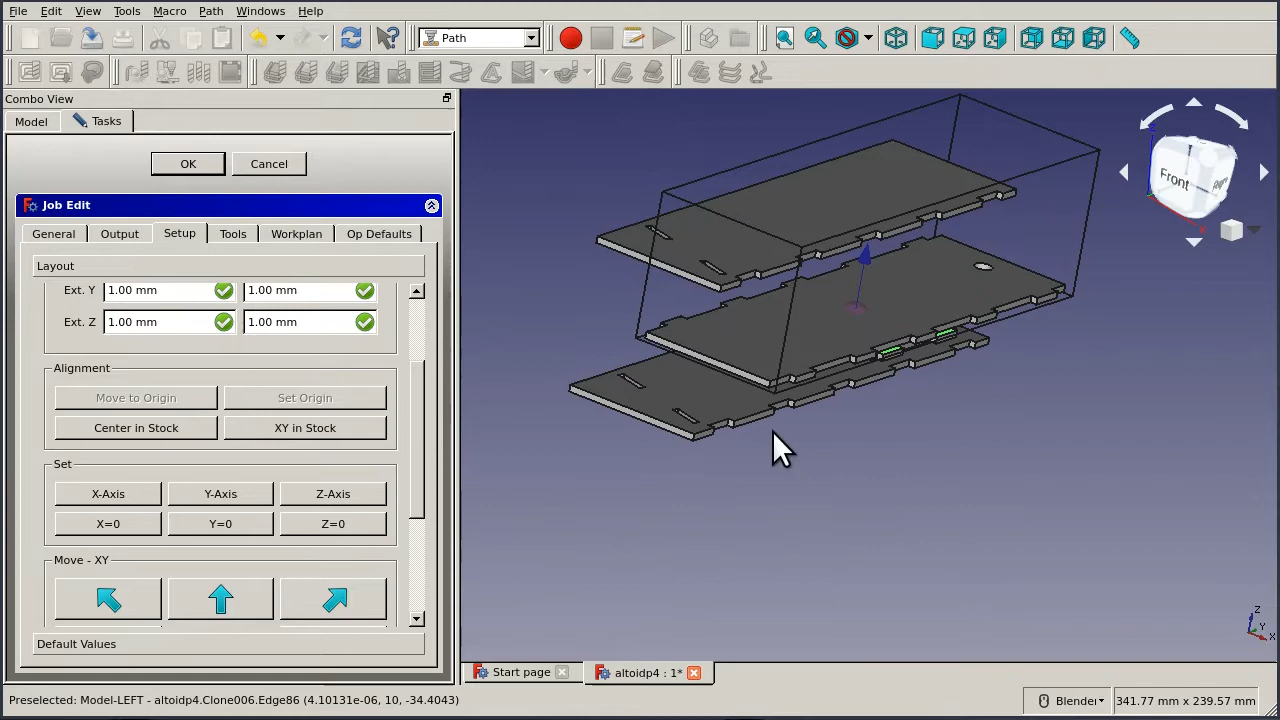 File Edit View Tools Macro Path Windows Help
Path
Combo View
Model Tasks
OK Cancel
Job Edit
General Output Setup Tools Workplan Op Defaults
Layout
Ext. Y 1.00 mm 1.00 mm
Ext. Z 1.00 mm 1.00 mm
Alignment
Move to Origin Set Origin
Center in Stock XY in Stock
Set
X-Axis Y-Axis Z-Axis
X=0 Y=0 Z=0
Move - XY
Default Values
Front
Z
X
Z
Y
X
Start page altoidp4 : 1*
Preselected: Model-LEFT - altoidp4.Clone006.Edge86 (4.10131e-06, 10, -34.4043)
Blender 341.77 mm x 239.57 mm